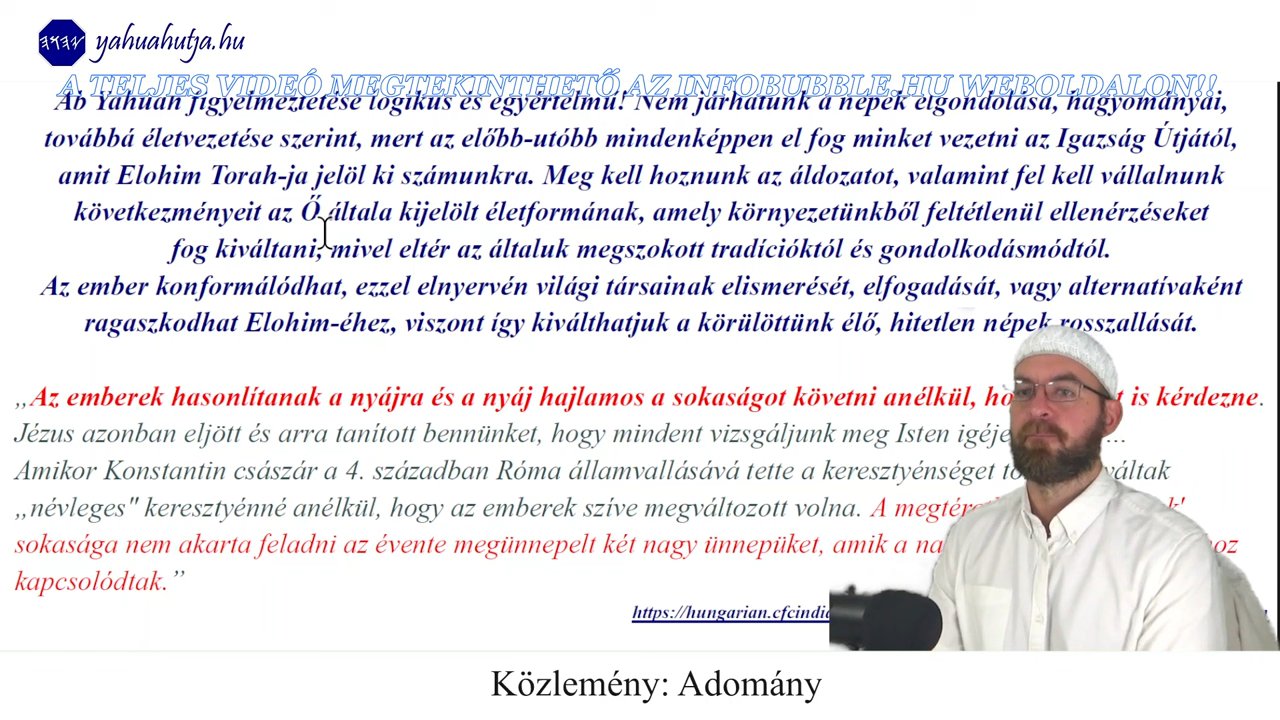 yahuahutja.hu
A TELJES VIDEÓ MEGTEKINTHETŐ AZ INFOBUBBLE.HU WEBOLDALON!!
Ab Yahuah figyelmeztetése logikus és egyértelmű! Nem járhatunk a népek elgondolása, hagyományai,
továbbá életvezetése szerint, mert az előbb-utóbb mindenképpen el fog minket vezetni az Igazság Útjától,
amit Elohim Torah-ja jelöl ki számunkra. Meg kell hoznunk az áldozatot, valamint fel kell vállalnunk
következményeit az Ő általa kijelölt életformának, amely környezetünkből feltétlenül ellenérzéseket
fog kiváltani, mivel eltér az általuk megszokott tradícióktól és gondolkodásmódtól.
Az ember konformálódhat, ezzel elnyervén világi társainak elismerését, elfogadását, vagy alternatívaként
ragaszkodhat Elohim-éhez, viszont így kiválthatjuk a körülöttünk élő, hitetlen népek rosszallását.
„Az emberek hasonlítanak a nyájra és a nyáj hajlamos a sokaságot követni anélkül, is kérdezne.
Jézus azonban eljött és arra tanított bennünket, hogy mindent vizsgáljunk meg Isten igéje ...
Amikor Konstantin császár a 4. században Róma államvallásává tette a keresztyénséget váltak
„névleges" keresztyénné anélkül, hogy az emberek szíve megváltozott volna. A
sokasága nem akarta feladni az évente megünnepelt két nagy ünnepüket, amik a
kapcsolódtak.”
https://hungarian.cfcindia
Közlemény: Adomány